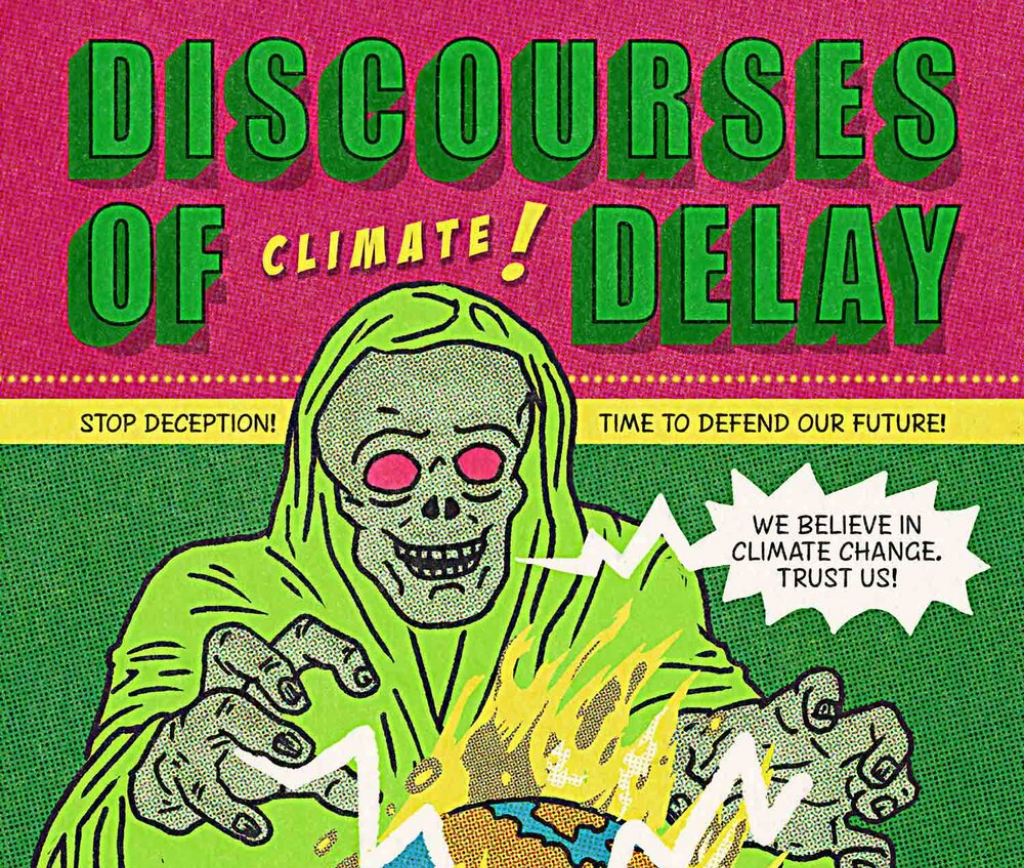 DISCOURSES
OF CLIMATE! DELAY
STOP DECEPTION! TIME TO DEFEND OUR FUTURE!
WE BELIEVE IN
CLIMATE CHANGE.
TRUST US!